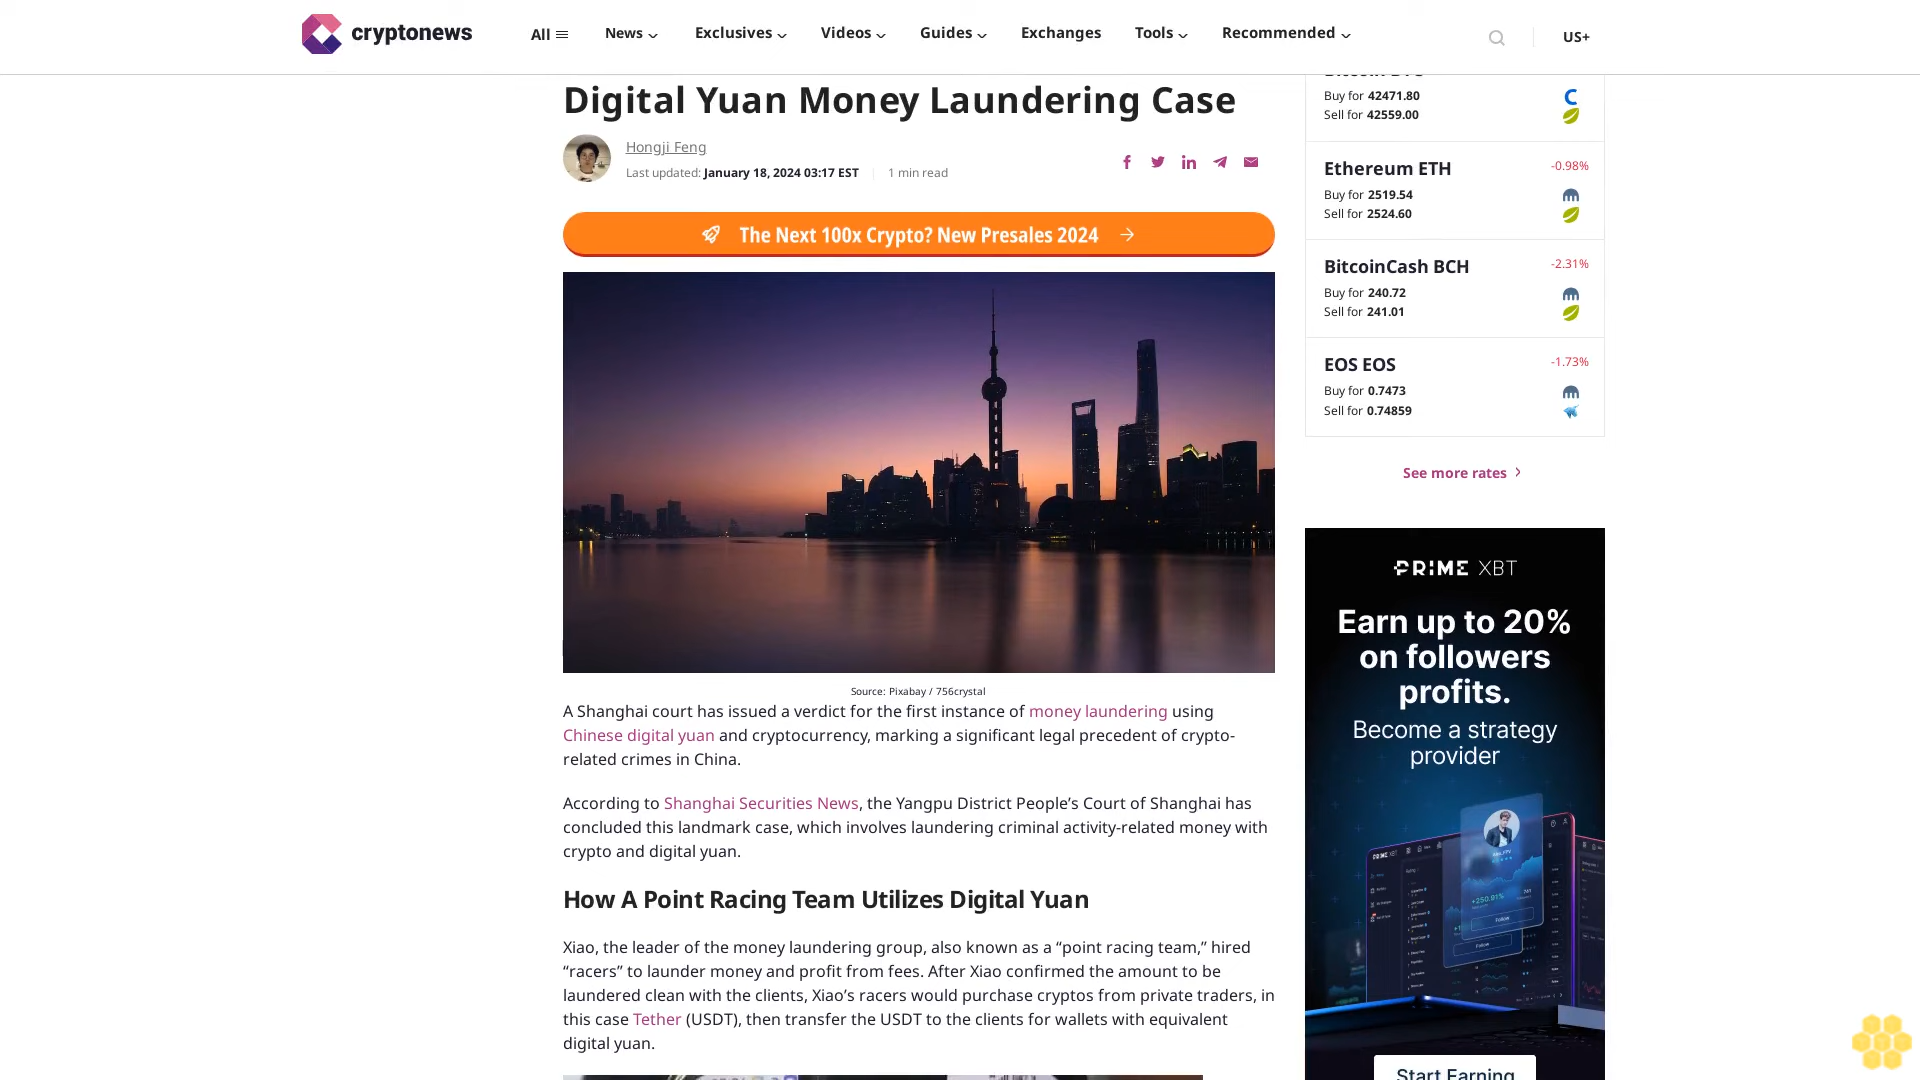 cryptonews
All
News
Exclusives
Videos
Guides
Exchanges
Tools
Recommended
US+
Digital Yuan Money Laundering Case
Hongji Feng
Last updated: January 18, 2024 03:17 EST
1 min read
The Next 100x Crypto? New Presales 2024
Source: Pixabay / 756crystal
A Shanghai court has issued a verdict for the first instance of money laundering using
Chinese digital yuan and cryptocurrency, marking a significant legal precedent of crypto-
related crimes in China.
According to Shanghai Securities News, the Yangpu District People’s Court of Shanghai has
concluded this landmark case, which involves laundering criminal activity-related money with
crypto and digital yuan.
How A Point Racing Team Utilizes Digital Yuan
Xiao, the leader of the money laundering group, also known as a “point racing team,” hired
“racers” to launder money and profit from fees. After Xiao confirmed the amount to be
laundered clean with the clients, Xiao’s racers would purchase cryptos from private traders, in
this case Tether (USDT), then transfer the USDT to the clients for wallets with equivalent
digital yuan.
Buy for 42471.80
Sell for 42559.00
Ethereum ETH
-0.98%
Buy for 2519.54
Sell for 2524.60
BitcoinCash BCH
-2.31%
Buy for 240.72
Sell for 241.01
EOS EOS
-1.73%
Buy for 0.7473
Sell for 0.74859
See more rates
PRIME XBT
Earn up to 20%
on followers
profits.
Become a strategy
provider
PRIME XBT
+250.91%
Follow
Follow
Start Earning